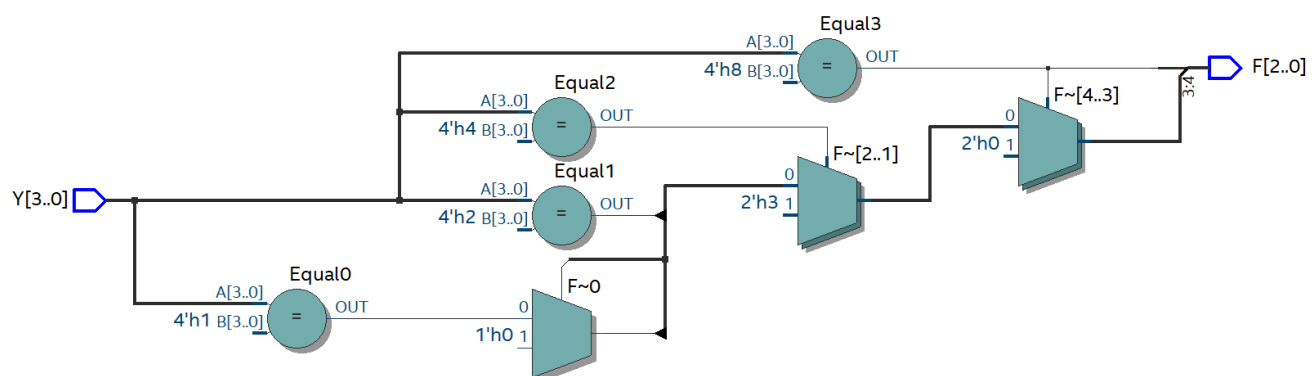 Equal3
A[3..0]
OUT
4'h8 B[3..0]
=
F[2..0]
3:4
Equal2
F~[4..3]
A[3..0]
OUT
4'h4 B[3..0]
=
0
2'h0 1
F~[2..1]
Equal1
A[3..0]
OUT
4'h2 B[3..0]
=
0
2'h3 1
Y[3..0]
Equal0
F~0
A[3..0]
OUT
4'h1 B[3..0]
=
0
1'h0 1